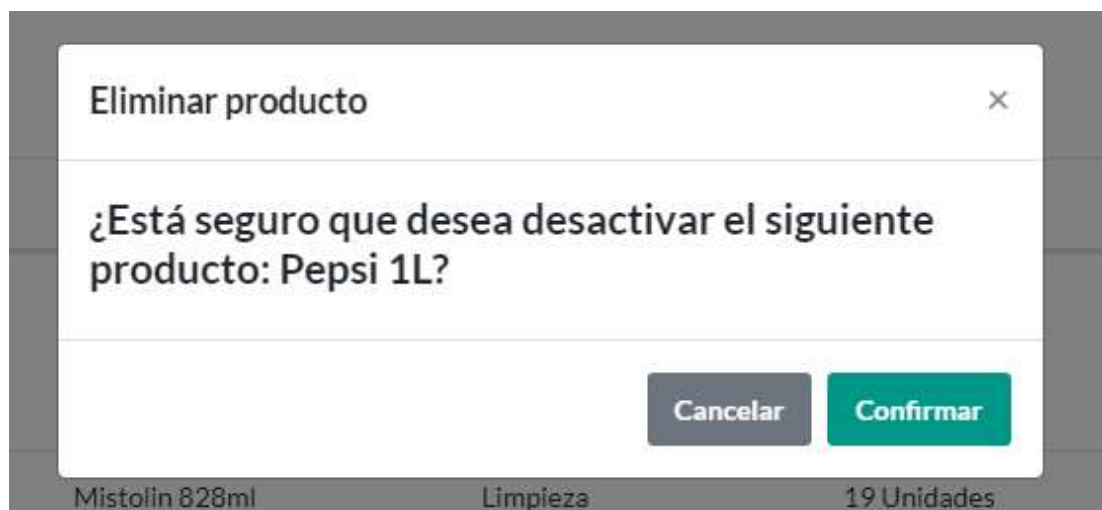 Eliminar producto
×
¿Está seguro que desea desactivar el siguiente
producto: Pepsi 1L?
Cancelar Confirmar
Mistolin 828ml Limpieza 19 Unidades